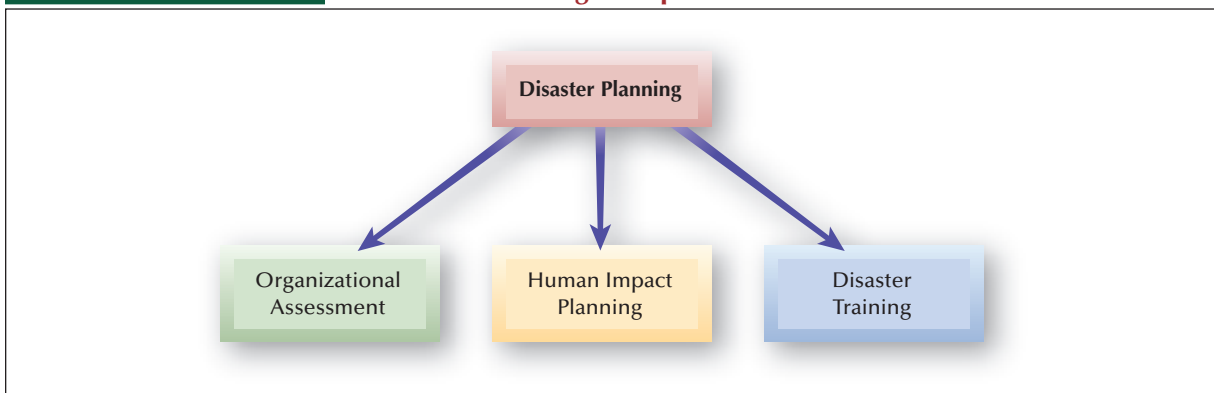 Disaster Planning
Organizational
Assessment
Human Impact
Planning
Disaster
Training